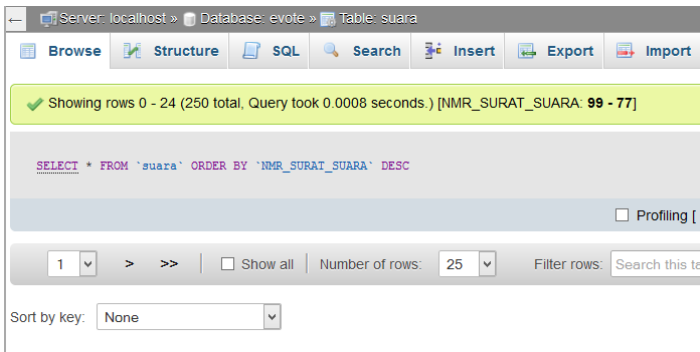 Server: localhost » Database: evote » Table: suara
Browse Structure SQL Search Insert Export Import
Showing rows 0 - 24 (250 total, Query took 0.0008 seconds.) [NMR_SURAT_SUARA: 99 - 77]
SELECT * FROM `suara` ORDER BY `NMR_SURAT_SUARA` DESC
Profiling [
1 > >> Show all Number of rows: 25 Filter rows: Search this
Sort by key: None